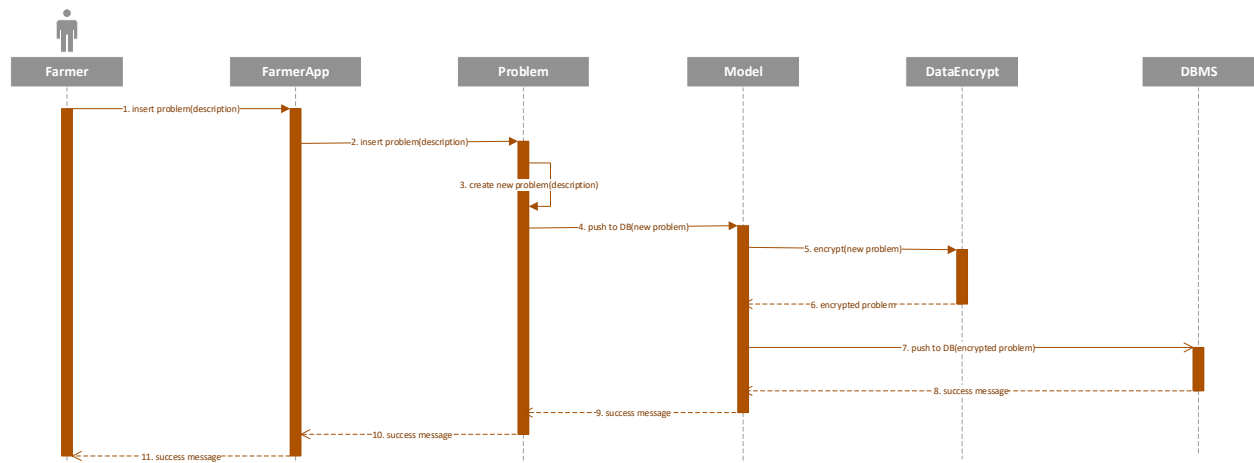 Farmer
FarmerApp
Problem
Model
DataEncrypt
DBMS
1. insert problem(description)
2. insert problem(description)
3. create new problem(description)
4. push to DB(new problem)
5. encrypt(new problem)
6. encrypted problem
7. push to DB(encrypted problem)
8. success message
9. success message
10. success message
11. success message